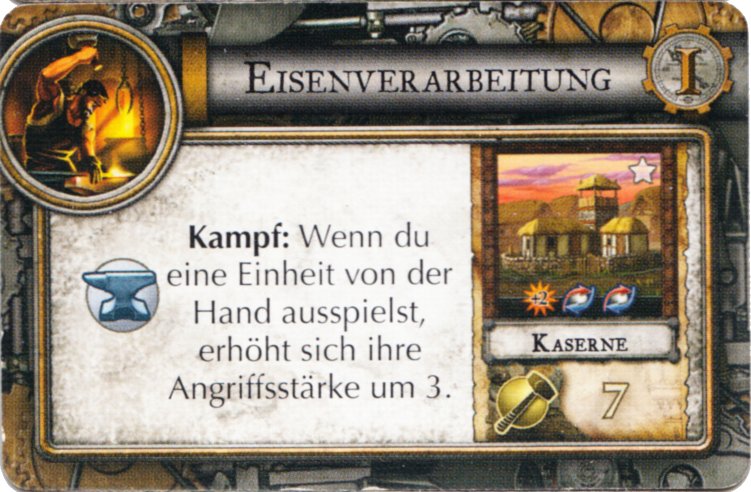 EISENVERARBEITUNG
I
Kampf: Wenn du
eine Einheit von der
Hand ausspielst,
erhöht sich ihre
Angriffsstärke um 3.
+2
KASERNE
7